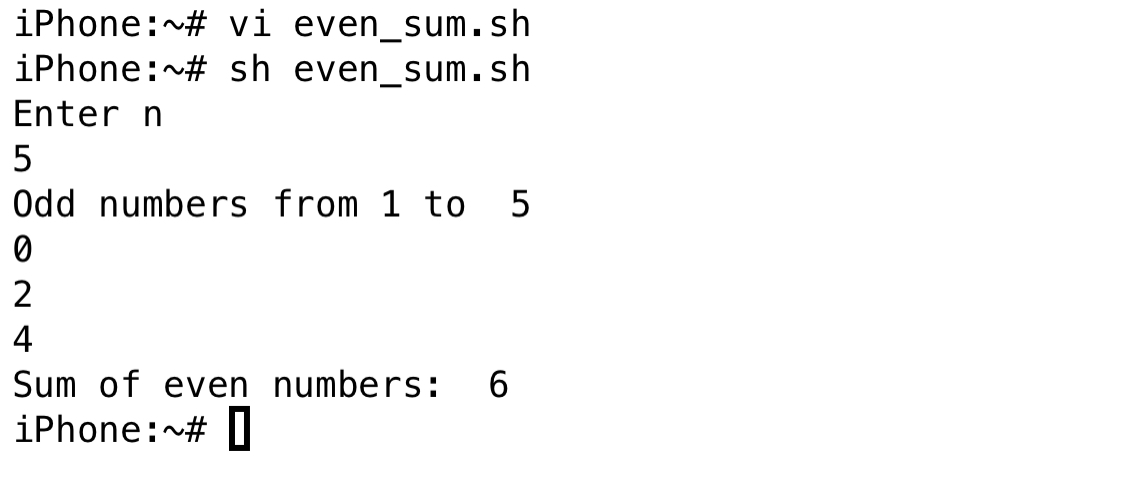 iPhone:~# vi even_sum.sh
iPhone:~# sh even_sum.sh
Enter n
5
Odd numbers from 1 to  5
0
2
4
Sum of even numbers:  6
iPhone:~#